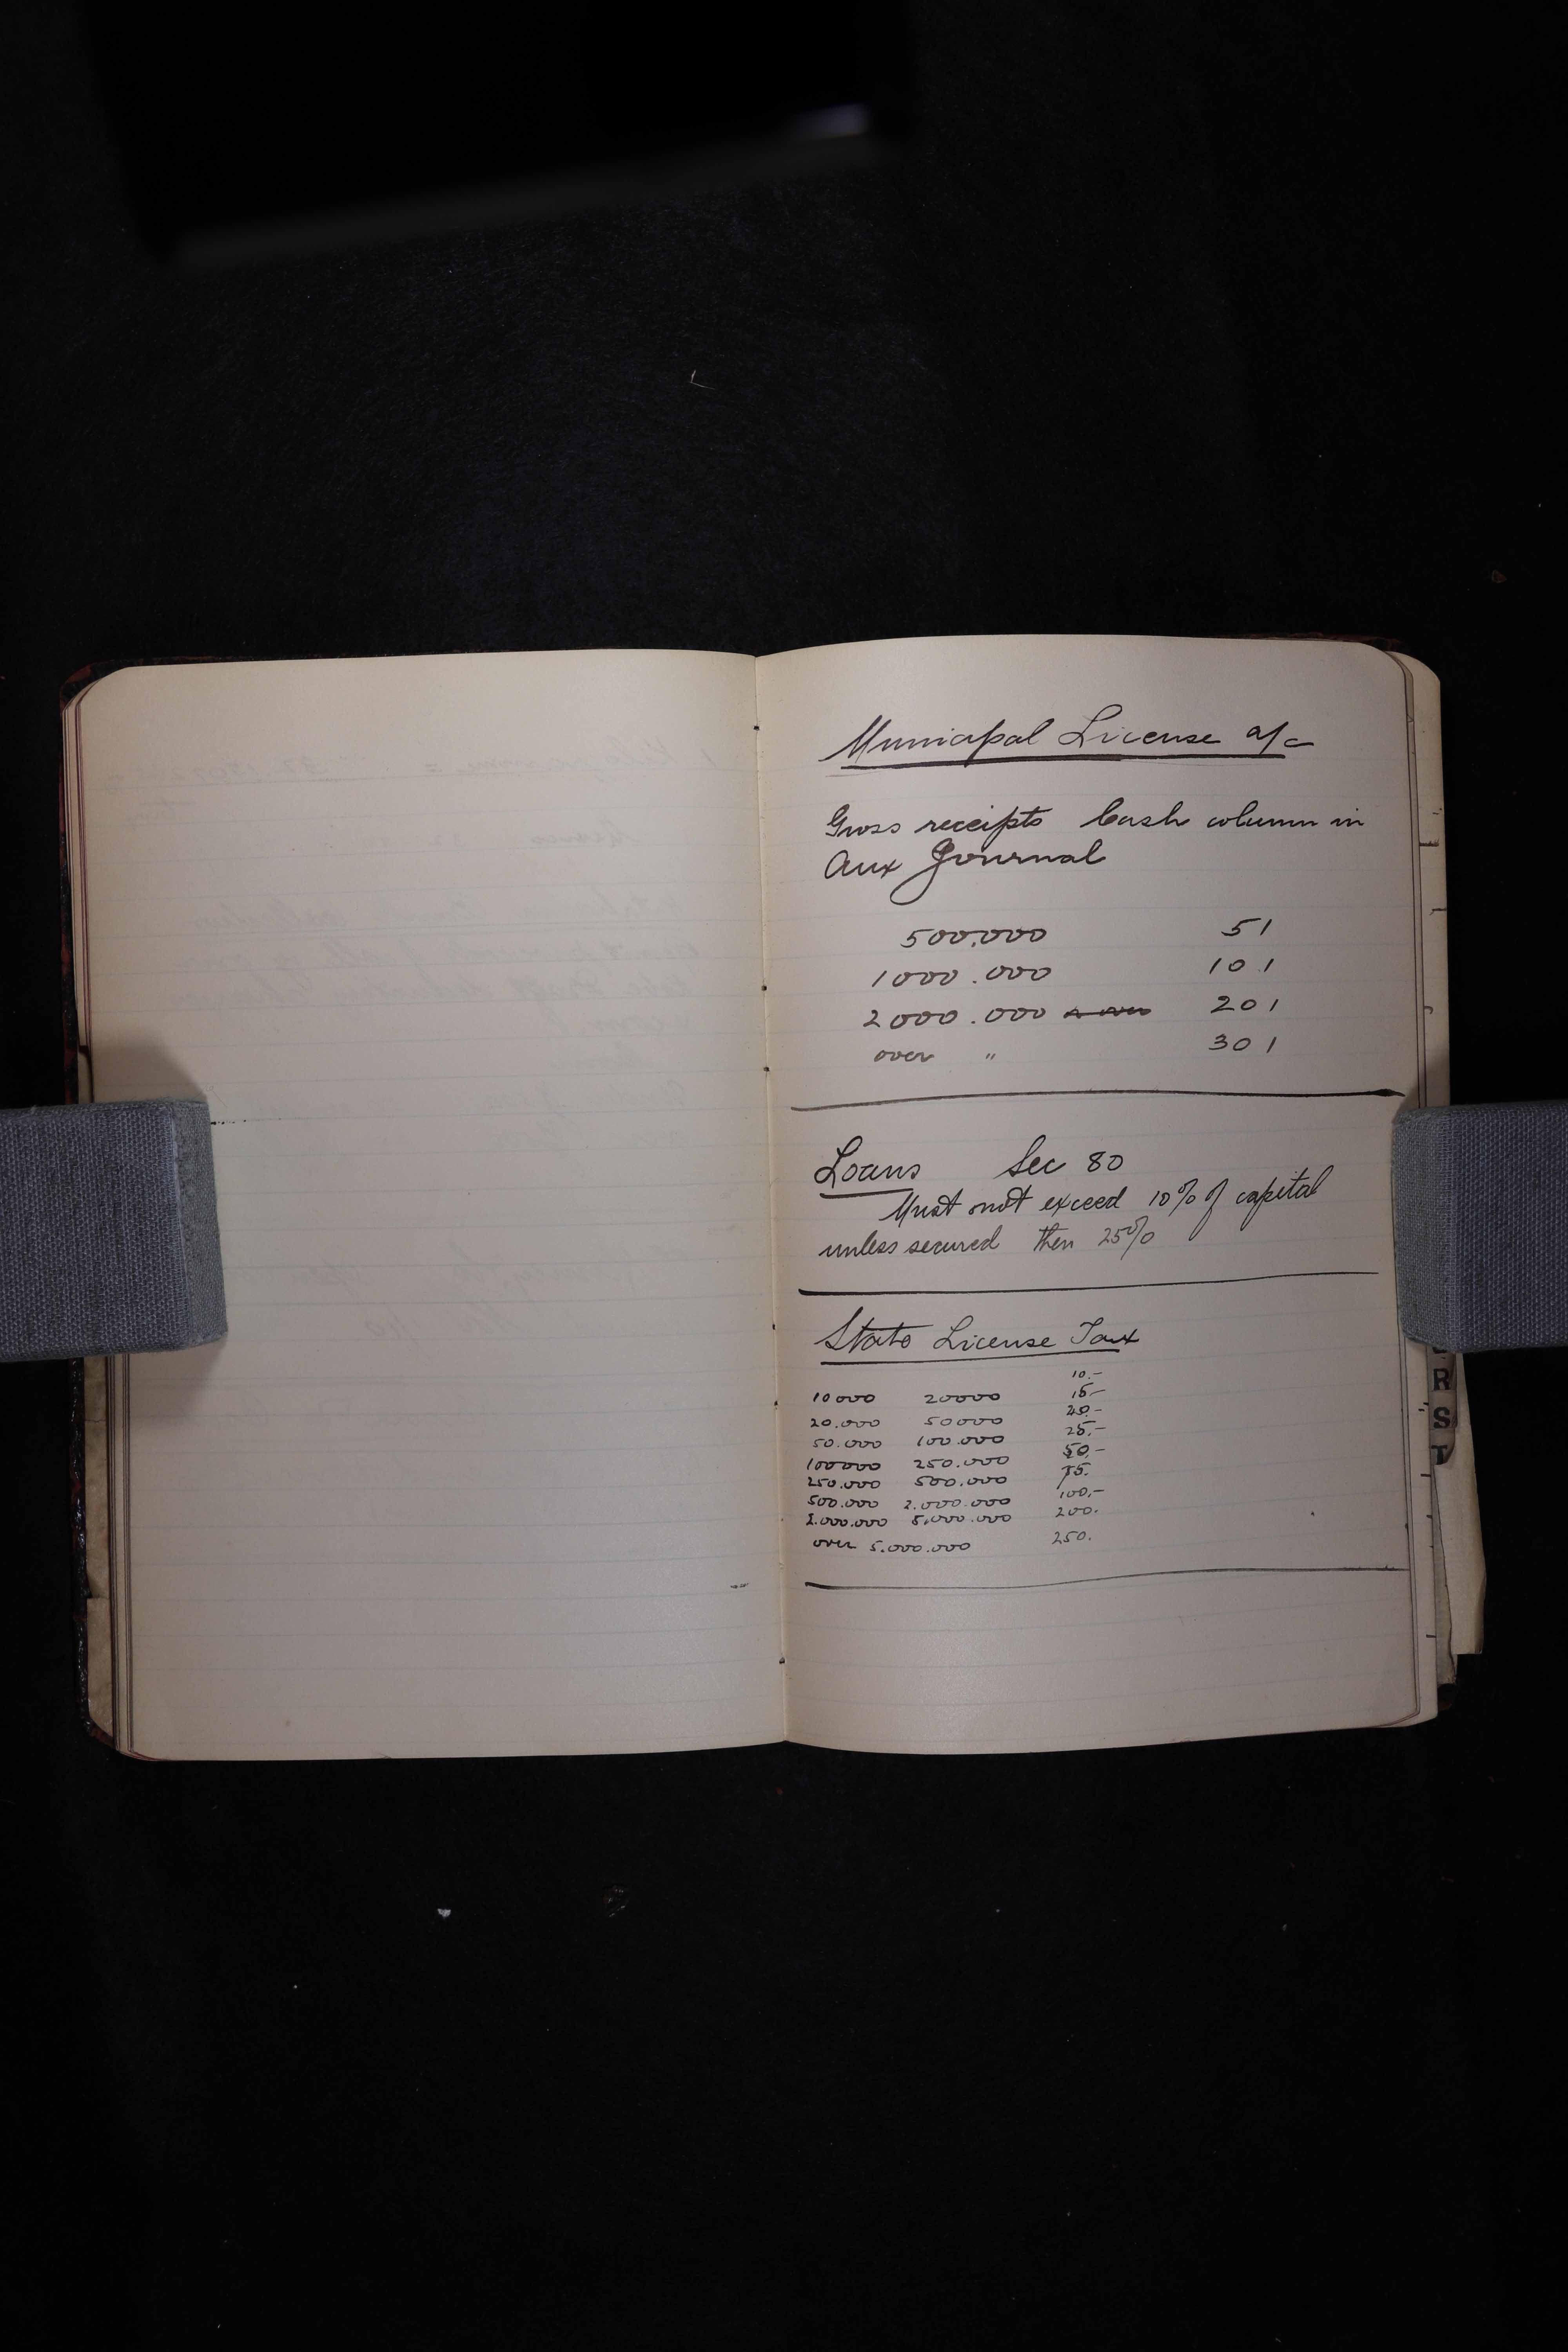 Municipal License a/c
Gross receipts Cash column in
Aux Journal
500.000 51
1000.000 101
2000.000 201
over " 301
Loans Sec 80
Must not exceed 10% of capital
unless secured then 25%
State License Tax
10.-
10000 20000 15.-
20.000 50000 20.-
50.000 100.000 25.-
100000 250.000 50.-
250.000 500.000 75.
500.000 2.000.000 100.-
2.000.000 5.000.000 200.
over 5.000.000 250.
R
S
T